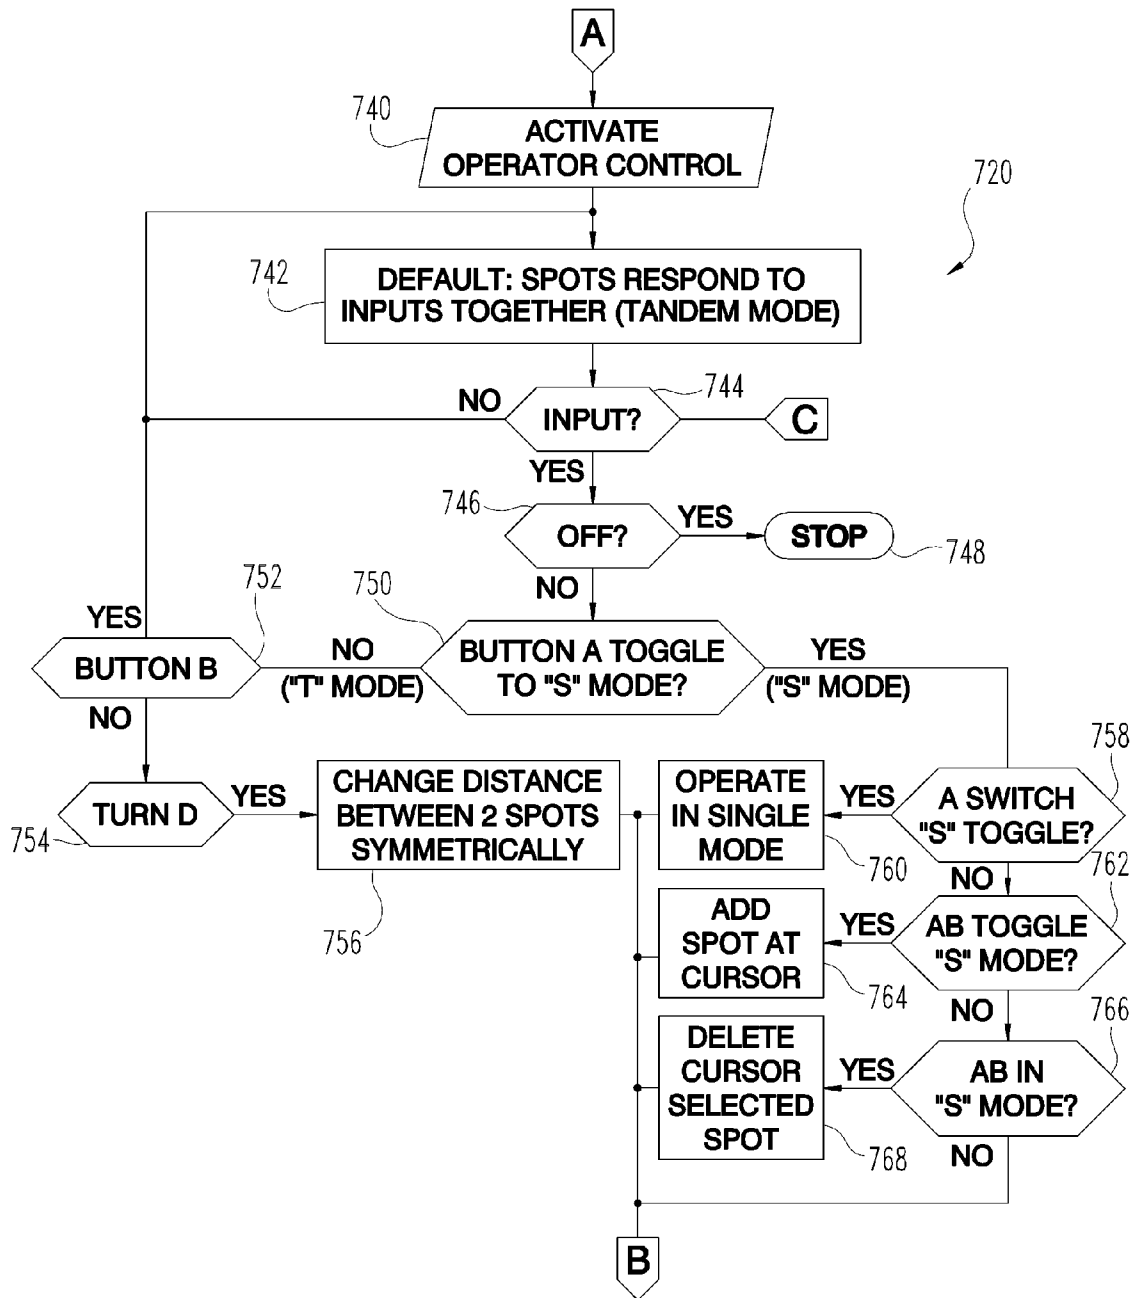 A
740
ACTIVATE
OPERATOR CONTROL
720
742
DEFAULT: SPOTS RESPOND TO
INPUTS TOGETHER (TANDEM MODE)
744
NO
INPUT?
C
YES
746
OFF?
YES
STOP
748
NO
752
750
YES
BUTTON B
NO
("T" MODE)
BUTTON A TOGGLE
TO "S" MODE?
YES
("S" MODE)
NO
758
TURN D
YES
754
CHANGE DISTANCE
BETWEEN 2 SPOTS
SYMMETRICALLY
756
OPERATE
IN SINGLE
MODE
760
YES
A SWITCH
"S" TOGGLE?
NO
762
ADD
SPOT AT
CURSOR
764
YES
AB TOGGLE
"S" MODE?
NO
766
DELETE
CURSOR
SELECTED
SPOT
768
YES
AB IN
"S" MODE?
NO
B